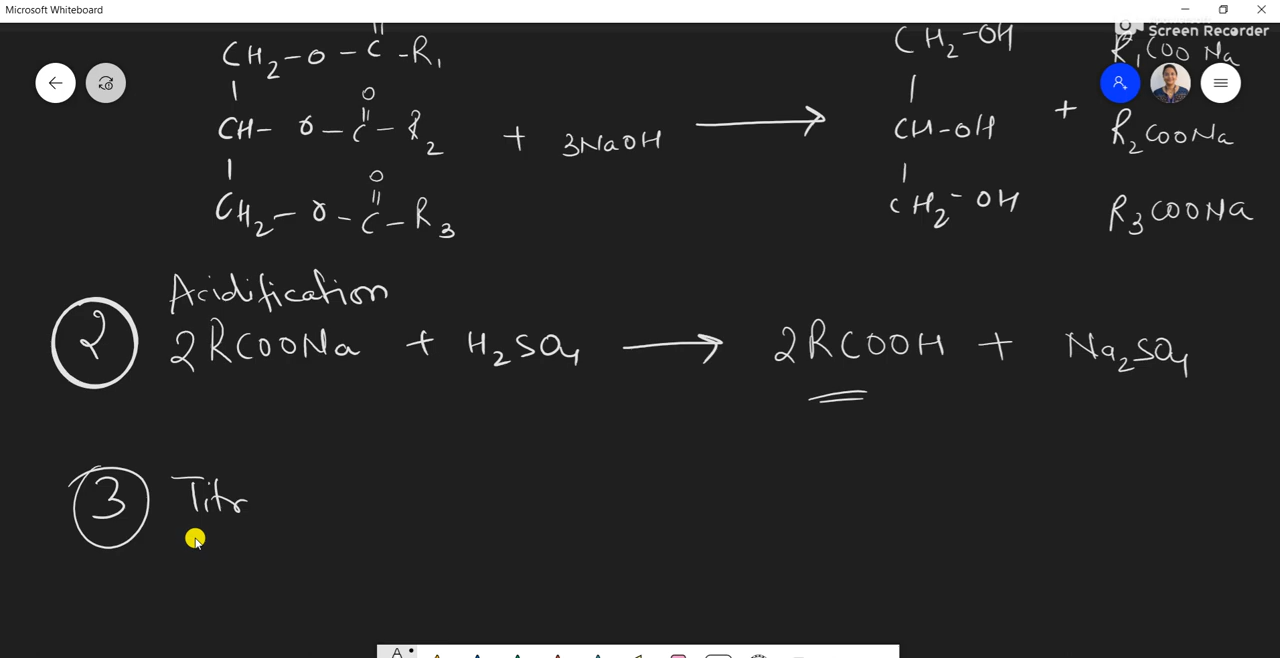 Microsoft Whiteboard
Screen Recorder
CH2-O-C-R1
CH2-OH
R1COONa
O
CH-O-C-R2 + 3NaOH → CH-OH + R2COONa
O
CH2-O-C-R3
CH2-OH
R3COONa
Acidification
2 2RCOONa + H2SO4 → 2RCOOH + Na2SO4
3 Titr
A